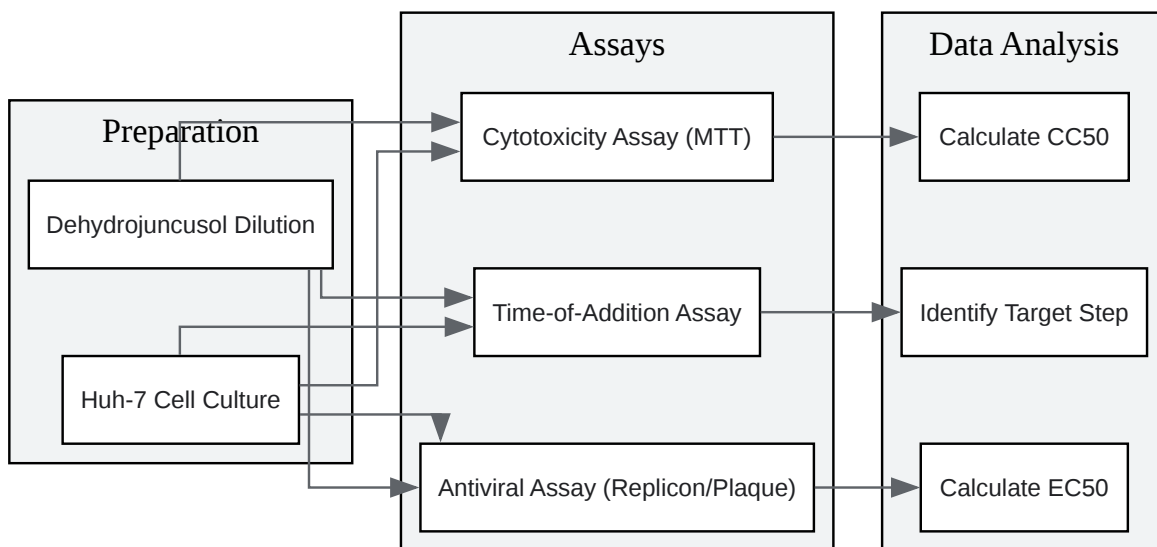 Preparation
Dehydrojuncusol Dilution
Huh-7 Cell Culture
Assays
Cytotoxicity Assay (MTT)
Time-of-Addition Assay
Antiviral Assay (Replicon/Plaque)
Data Analysis
Calculate CC50
Identify Target Step
Calculate EC50